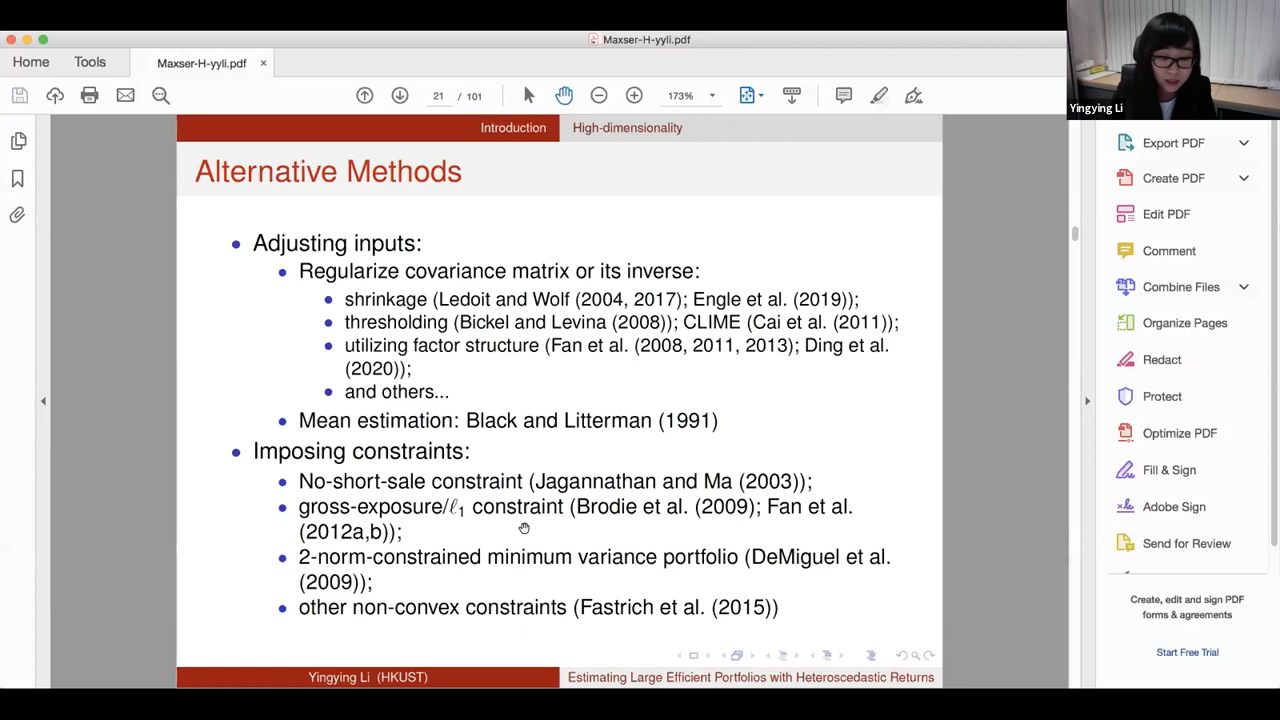 Maxser-H-yyli.pdf
Home
Tools
Maxser-H-yyli.pdf ×
21 / 101
173%
Yingying Li
Introduction
High-dimensionality
Alternative Methods
• Adjusting inputs:
• Regularize covariance matrix or its inverse:
• shrinkage (Ledoit and Wolf (2004, 2017); Engle et al. (2019));
• thresholding (Bickel and Levina (2008)); CLIME (Cai et al. (2011));
• utilizing factor structure (Fan et al. (2008, 2011, 2013); Ding et al.
(2020));
• and others...
• Mean estimation: Black and Litterman (1991)
• Imposing constraints:
• No-short-sale constraint (Jagannathan and Ma (2003));
• gross-exposure/ℓ₁ constraint (Brodie et al. (2009); Fan et al.
(2012a,b));
• 2-norm-constrained minimum variance portfolio (DeMiguel et al.
(2009));
• other non-convex constraints (Fastrich et al. (2015))
Yingying Li (HKUST)
Estimating Large Efficient Portfolios with Heteroscedastic Returns
Export PDF
Create PDF
Edit PDF
Comment
Combine Files
Organize Pages
Redact
Protect
Optimize PDF
Fill & Sign
Adobe Sign
Send for Review
Create, edit and sign PDF
forms & agreements
Start Free Trial